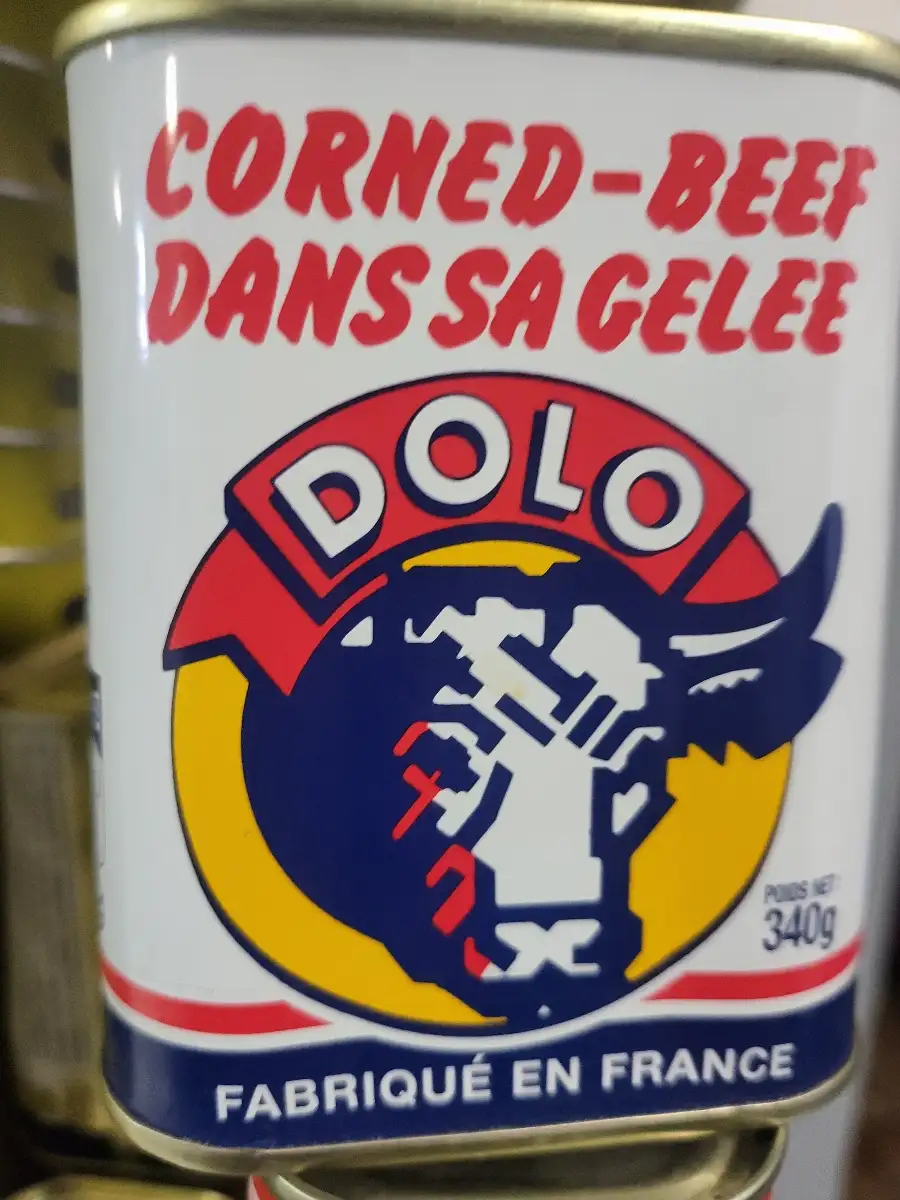 CORNED-BEEF
DANS SA GELEE
DOLO
POIDS NET
340g
FABRIQUÉ EN FRANCE